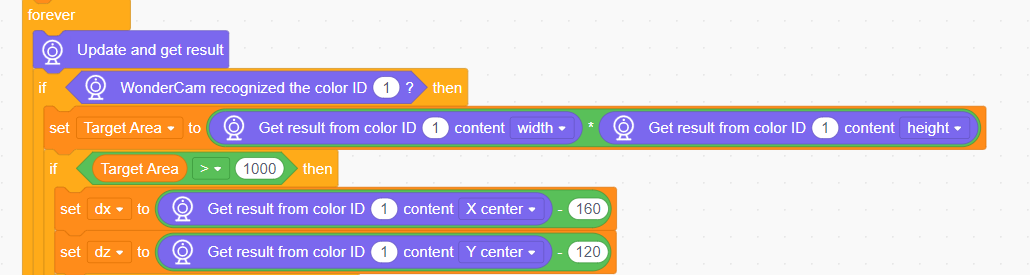 forever
Update and get result
if WonderCam recognized the color ID 1 ? then
set Target Area to Get result from color ID 1 content width * Get result from color ID 1 content height
if Target Area > 1000 then
set dx to Get result from color ID 1 content X center - 160
set dz to Get result from color ID 1 content Y center - 120